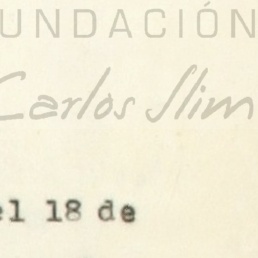 UNDACIÓN
Carlos Slim
el 18 de